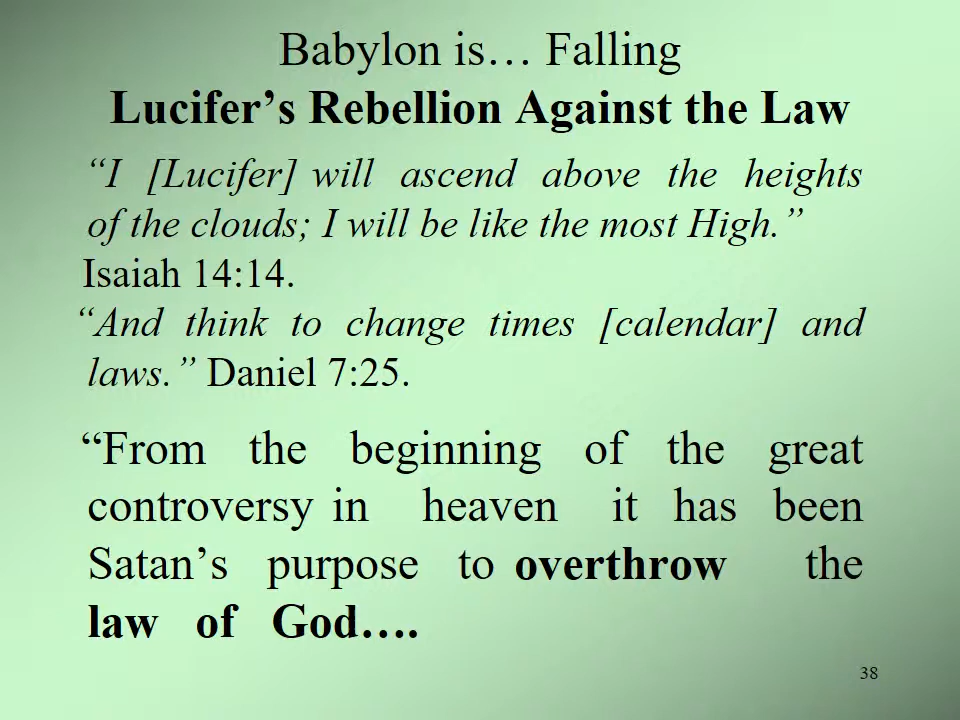 Babylon is… Falling
Lucifer’s Rebellion Against the Law
“I [Lucifer] will ascend above the heights
of the clouds; I will be like the most High.”
Isaiah 14:14.
“And think to change times [calendar] and
laws.” Daniel 7:25.
“From the beginning of the great
controversy in heaven it has been
Satan’s purpose to overthrow the
law of God….
38